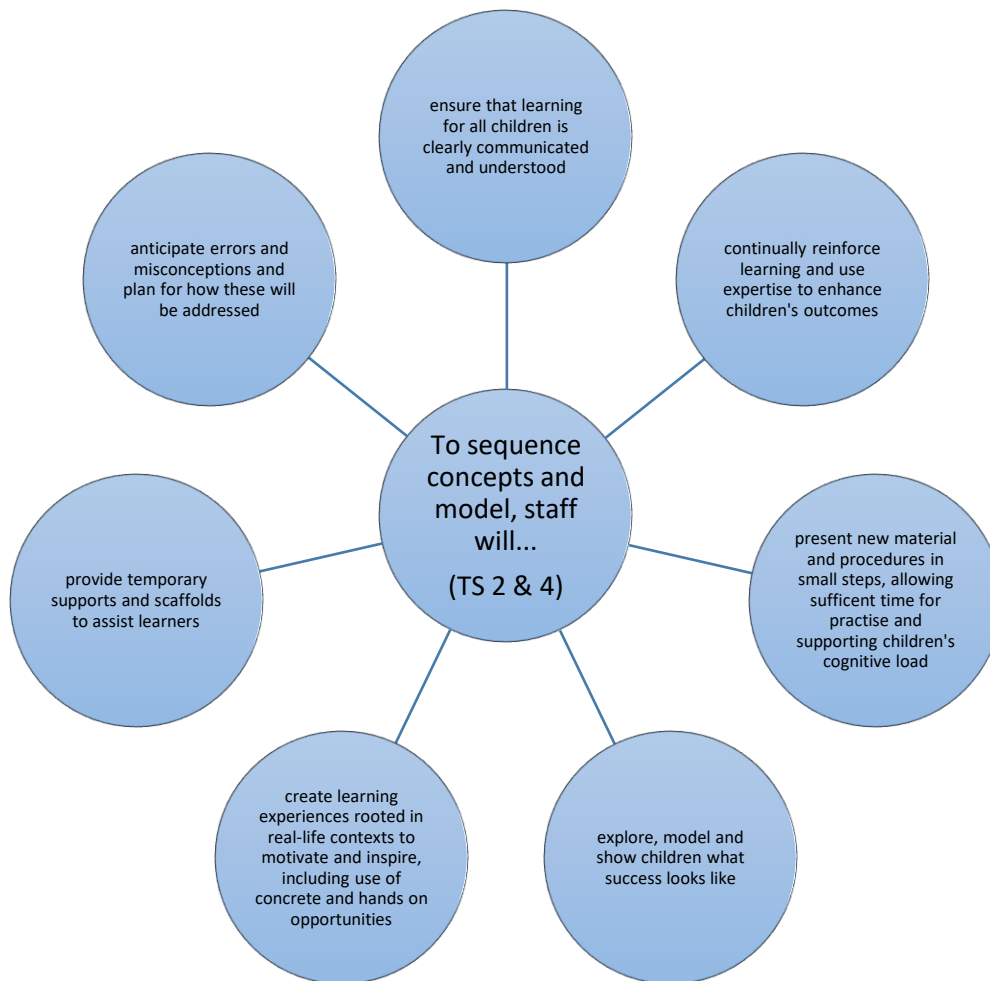 ensure that learning
for all children is
clearly communicated
and understood
continually reinforce
learning and use
expertise to enhance
children's outcomes
present new material
and procedures in
small steps, allowing
sufficent time for
practise and
supporting children's
cognitive load
explore, model and
show children what
success looks like
create learning
experiences rooted in
real-life contexts to
motivate and inspire,
including use of
concrete and hands on
opportunities
provide temporary
supports and scaffolds
to assist learners
anticipate errors and
misconceptions and
plan for how these will
be addressed
To sequence
concepts and
model, staff
will...
(TS 2 & 4)